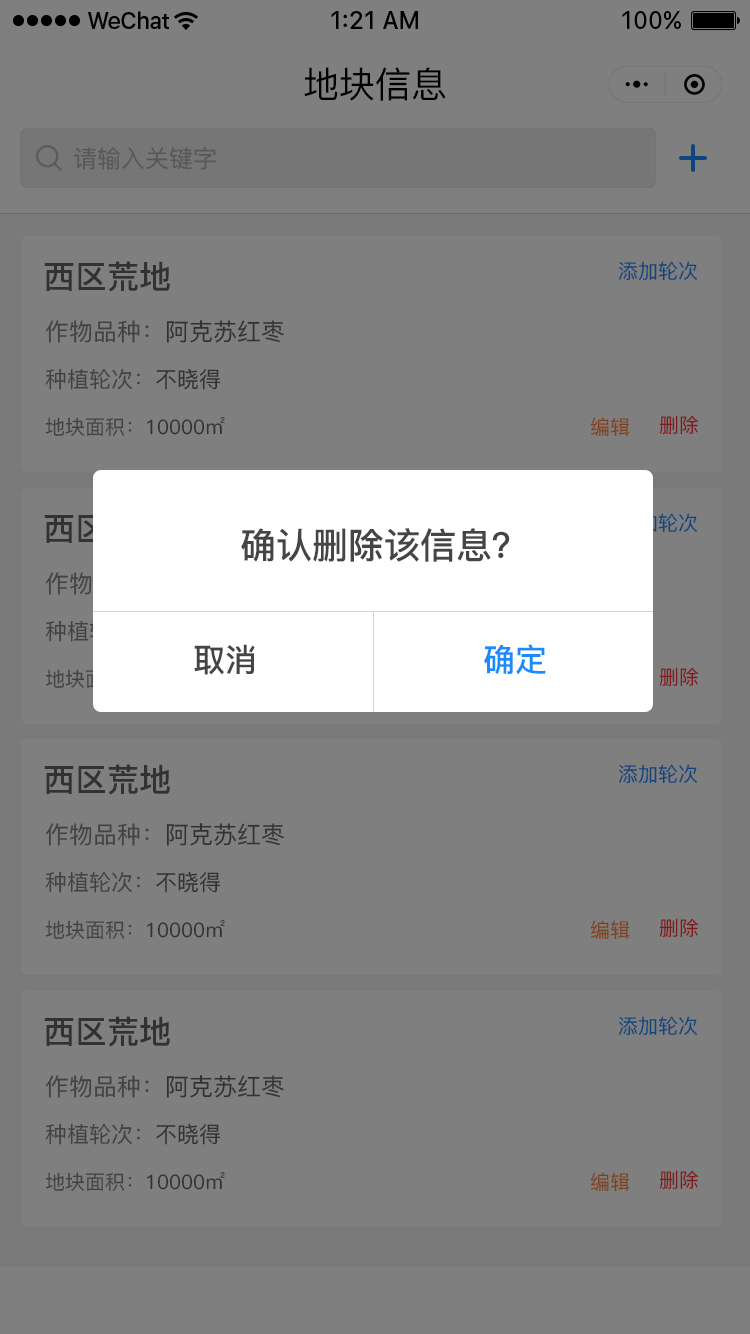 WeChat 1:21 AM 100%
地块信息
请输入关键字
西区荒地 添加轮次
作物品种： 阿克苏红枣
种植轮次： 不晓得
地块面积： 10000㎡ 编辑 删除
西区 轮次
作物
种植
地块 删除
确认删除该信息?
取消 确定
西区荒地 添加轮次
作物品种： 阿克苏红枣
种植轮次： 不晓得
地块面积： 10000㎡ 编辑 删除
西区荒地 添加轮次
作物品种： 阿克苏红枣
种植轮次： 不晓得
地块面积： 10000㎡ 编辑 删除